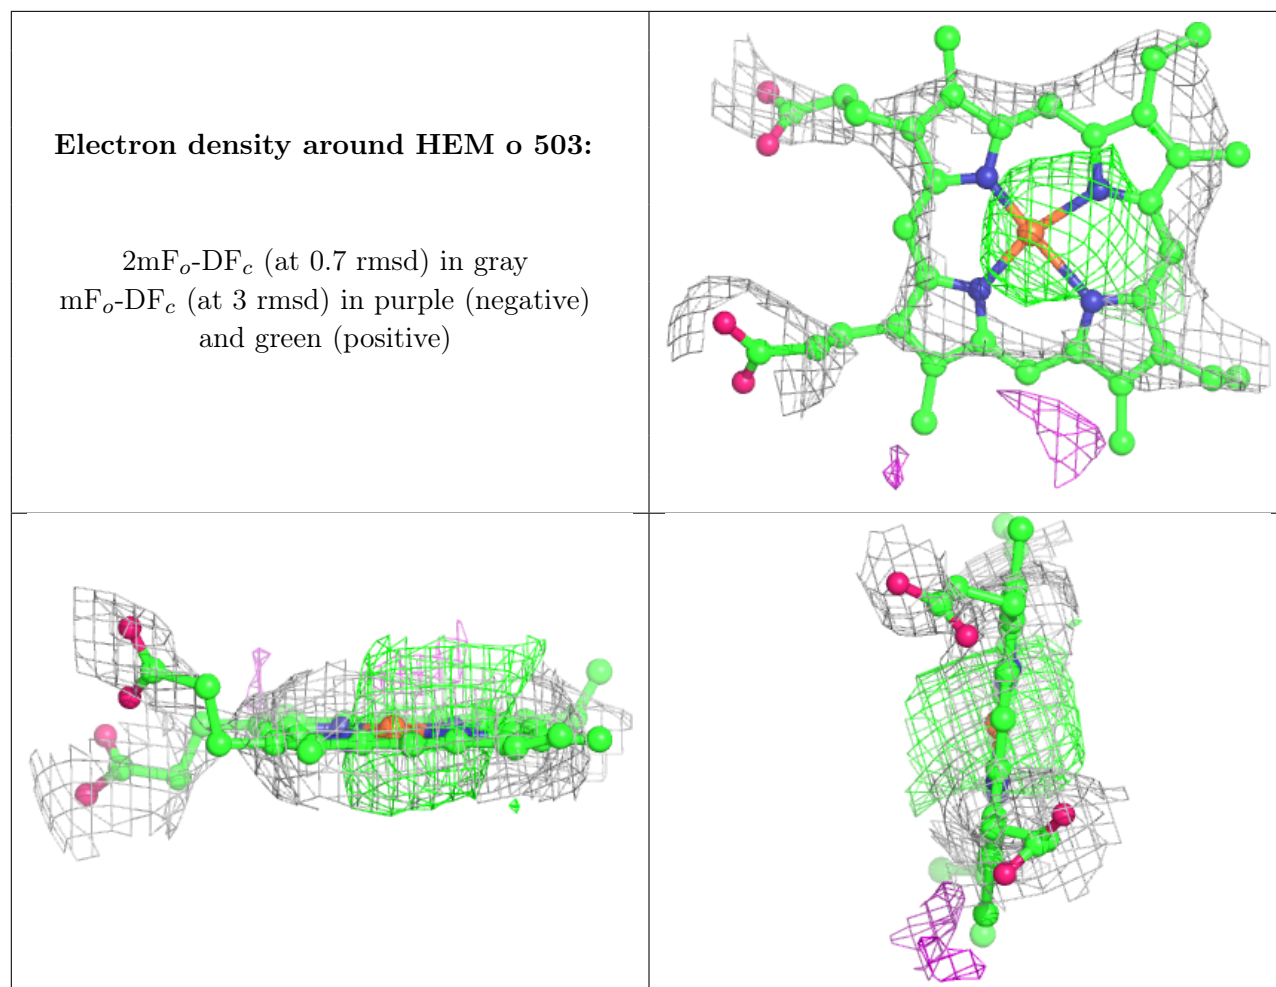 Electron density around HEM o 503:
2mFo-DFc (at 0.7 rmsd) in gray
mFo-DFc (at 3 rmsd) in purple (negative)
and green (positive)